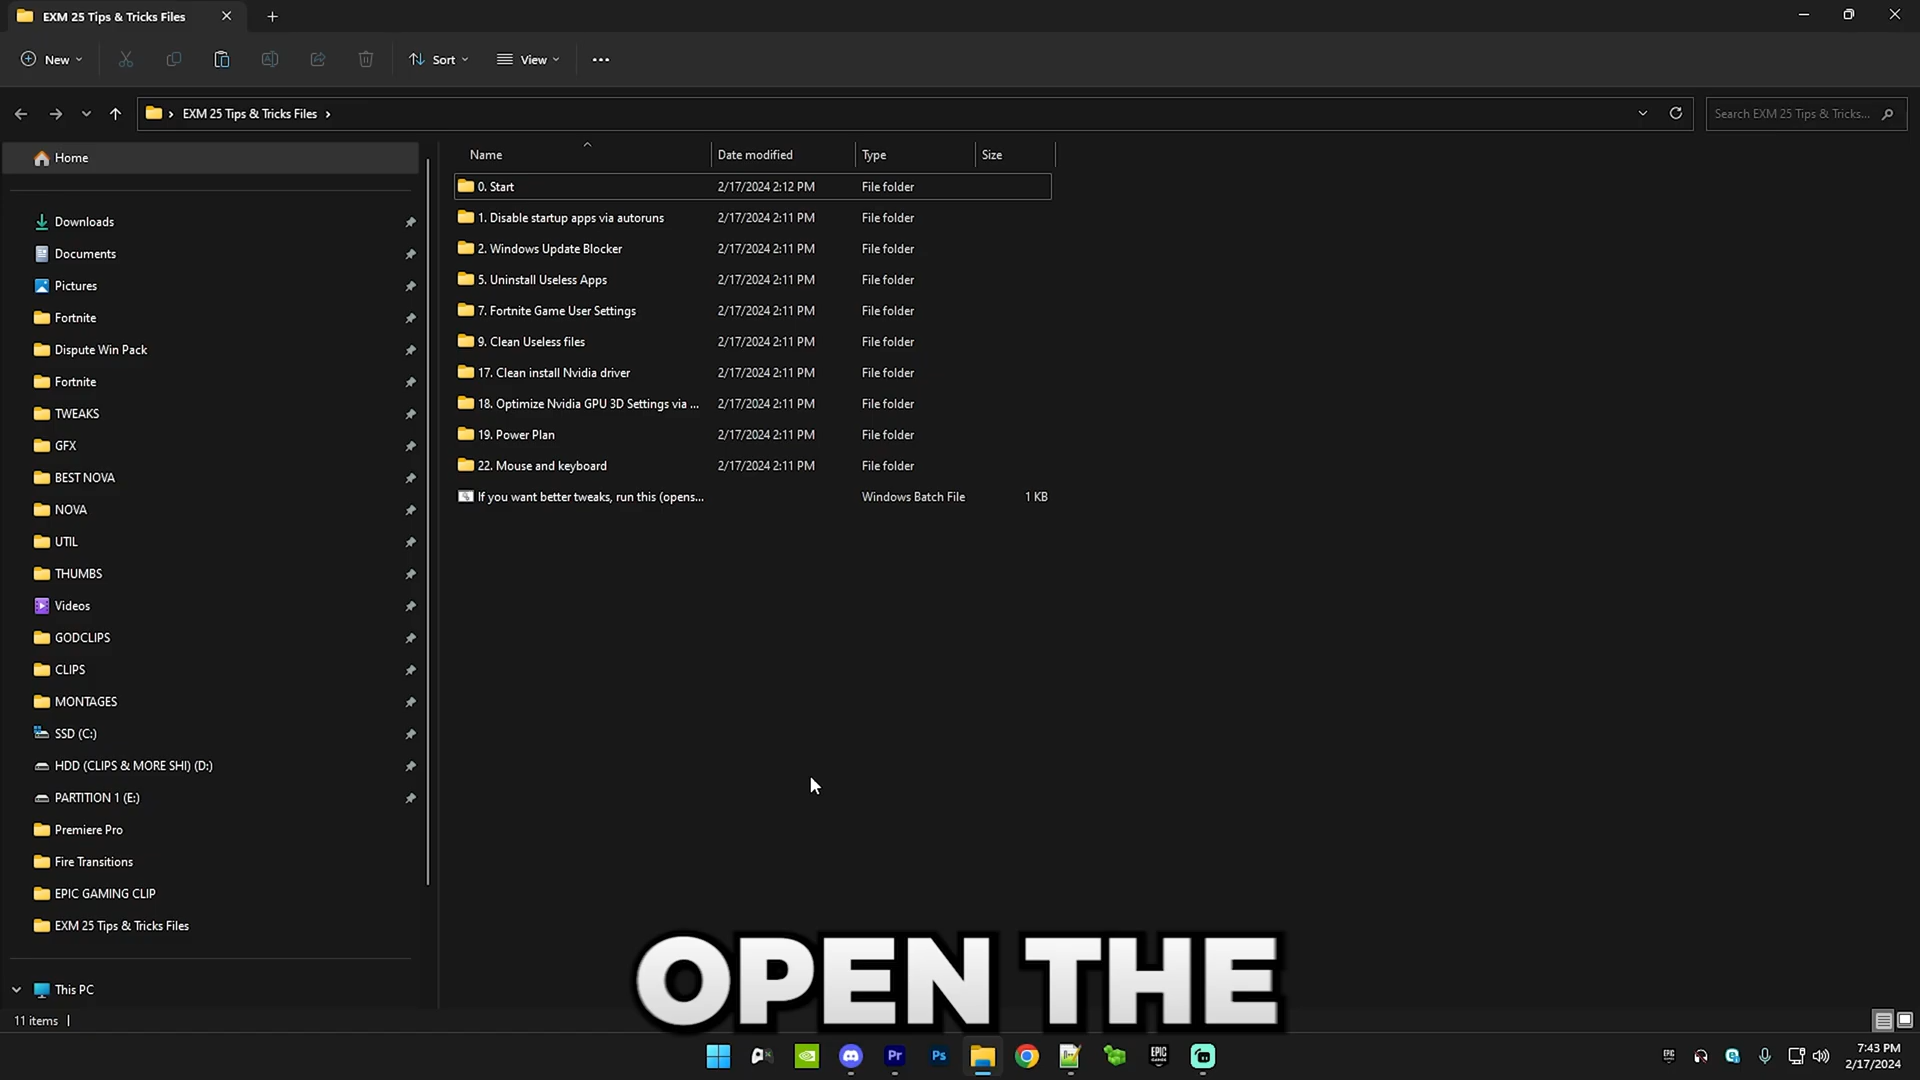 EXM 25 Tips & Tricks Files
New
Sort
View
EXM 25 Tips & Tricks Files
Search EXM 25 Tips & Tricks...
Home
Downloads
Documents
Pictures
Fortnite
Dispute Win Pack
Fortnite
TWEAKS
GFX
BEST NOVA
NOVA
UTIL
THUMBS
Videos
GODCLIPS
CLIPS
MONTAGES
SSD (C:)
HDD (CLIPS & MORE SHI) (D:)
PARTITION 1 (E:)
Premiere Pro
Fire Transitions
EPIC GAMING CLIP
EXM 25 Tips & Tricks Files
This PC
Name Date modified Type Size
0. Start 2/17/2024 2:12 PM File folder
1. Disable startup apps via autoruns 2/17/2024 2:11 PM File folder
2. Windows Update Blocker 2/17/2024 2:11 PM File folder
5. Uninstall Useless Apps 2/17/2024 2:11 PM File folder
7. Fortnite Game User Settings 2/17/2024 2:11 PM File folder
9. Clean Useless files 2/17/2024 2:11 PM File folder
17. Clean install Nvidia driver 2/17/2024 2:11 PM File folder
18. Optimize Nvidia GPU 3D Settings via ... 2/17/2024 2:11 PM File folder
19. Power Plan 2/17/2024 2:11 PM File folder
22. Mouse and keyboard 2/17/2024 2:11 PM File folder
If you want better tweaks, run this (opens... Windows Batch File 1 KB
OPEN THE
11 items
Pr Ps EPIC GAMES
EPIC
7:43 PM
2/17/2024